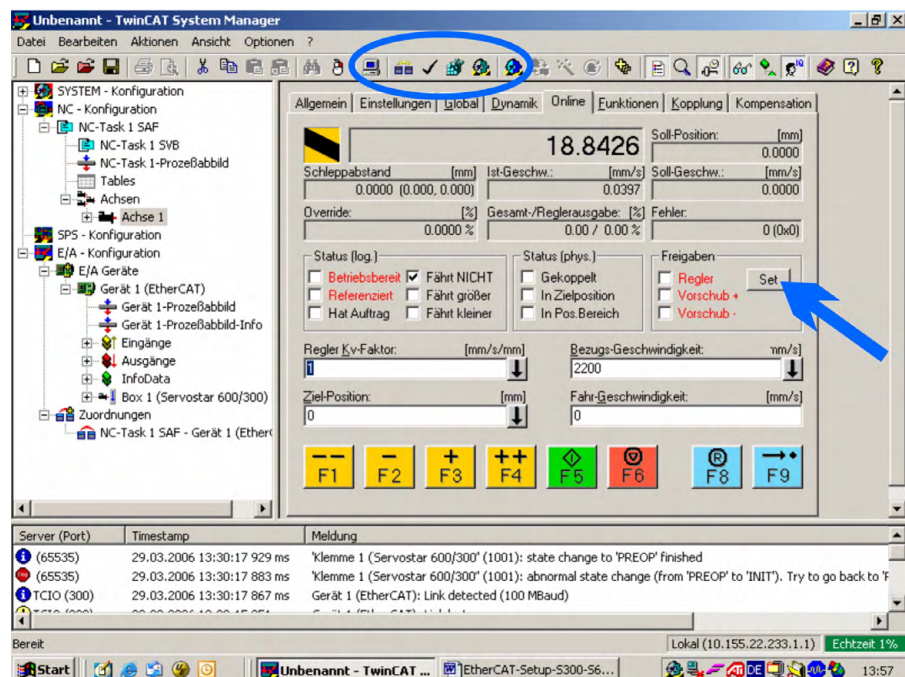 Unbenannt - TwinCAT System Manager
Datei Bearbeiten Aktionen Ansicht Optionen ?
SYSTEM - Konfiguration
NC - Konfiguration
NC-Task 1 SAF
NC-Task 1 SVB
NC-Task 1-Prozeßabbild
Tables
Achsen
Achse 1
SPS - Konfiguration
E/A - Konfiguration
E/A Geräte
Gerät 1 (EtherCAT)
Gerät 1-Prozeßabbild
Gerät 1-Prozeßabbild-Info
Eingänge
Ausgänge
InfoData
Box 1 (Servostar 600/300)
Zuordnungen
NC-Task 1 SAF - Gerät 1 (Ether
Allgemein Einstellungen Global Dynamik Online Funktionen Kopplung Kompensation
18.8426
Soll-Position: [mm]
0.0000
Schleppabstand [mm] Ist-Geschw.: [mm/s] Soll-Geschw.: [mm/s]
0.0000 (0.000, 0.000) 0.0397 0.0000
Override: [%] Gesamt-/Reglerausgabe: [%] Fehler:
0.0000 % 0.00 / 0.00 % 0 (0x0)
Status (log.) Status (phys.) Freigaben
Betriebsbereit Fährt NICHT Gekoppelt Regler Set
Referenziert Fährt größer In Zielposition Vorschub +
Hat Auftrag Fährt kleiner In Pos.Bereich Vorschub -
Regler Kv-Faktor: [mm/s/mm] Bezugs-Geschwindigkeit: mm/s]
1 2200
Ziel-Position: [mm] Fahr-Geschwindigkeit: [mm/s]
0 0
-- - + ++ R
F1 F2 F3 F4 F5 F6 F8 F9
Server (Port) Timestamp Meldung
(65535) 29.03.2006 13:30:17 929 ms 'Klemme 1 (Servostar 600/300)' (1001): state change to 'PREOP' finished
(65535) 29.03.2006 13:30:17 883 ms 'Klemme 1 (Servostar 600/300)' (1001): abnormal state change (from 'PREOP' to 'INIT'). Try to go back to 'F
TCIO (300) 29.03.2006 13:30:17 867 ms Gerät 1 (EtherCAT): Link detected (100 MBaud)
Bereit Lokal (10.155.22.233.1.1) Echtzeit 1%
Start Unbenannt - TwinCAT ... EtherCAT-Setup-S300-S6... DE 13:57